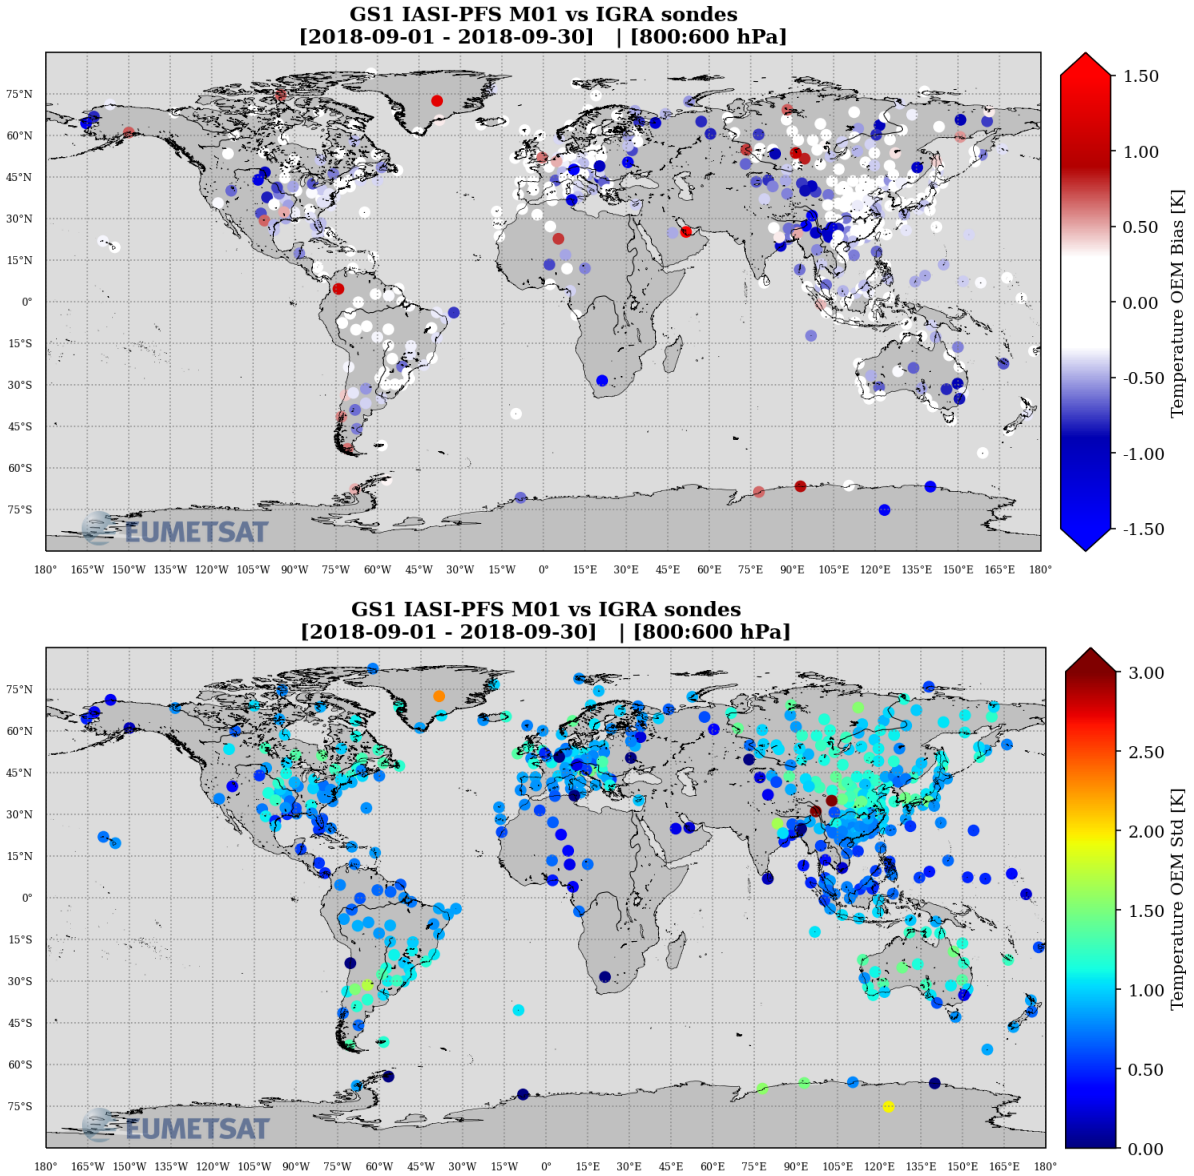 GS1 IASI-PFS M01 vs IGRA sondes
[2018-09-01 - 2018-09-30] | [800:600 hPa]
75°N
60°N
45°N
30°N
15°N
0°
15°S
30°S
45°S
60°S
75°S
EUMETSAT
180° 165°W 150°W 135°W 120°W 105°W 90°W 75°W 60°W 45°W 30°W 15°W 0° 15°E 30°E 45°E 60°E 75°E 90°E 105°E 120°E 135°E 150°E 165°E 180°
1.50
1.00
0.50
0.00
-0.50
-1.00
-1.50
Temperature OEM Bias [K]
GS1 IASI-PFS M01 vs IGRA sondes
[2018-09-01 - 2018-09-30] | [800:600 hPa]
75°N
60°N
45°N
30°N
15°N
0°
15°S
30°S
45°S
60°S
75°S
EUMETSAT
180° 165°W 150°W 135°W 120°W 105°W 90°W 75°W 60°W 45°W 30°W 15°W 0° 15°E 30°E 45°E 60°E 75°E 90°E 105°E 120°E 135°E 150°E 165°E 180°
3.00
2.50
2.00
1.50
1.00
0.50
0.00
Temperature OEM Std [K]